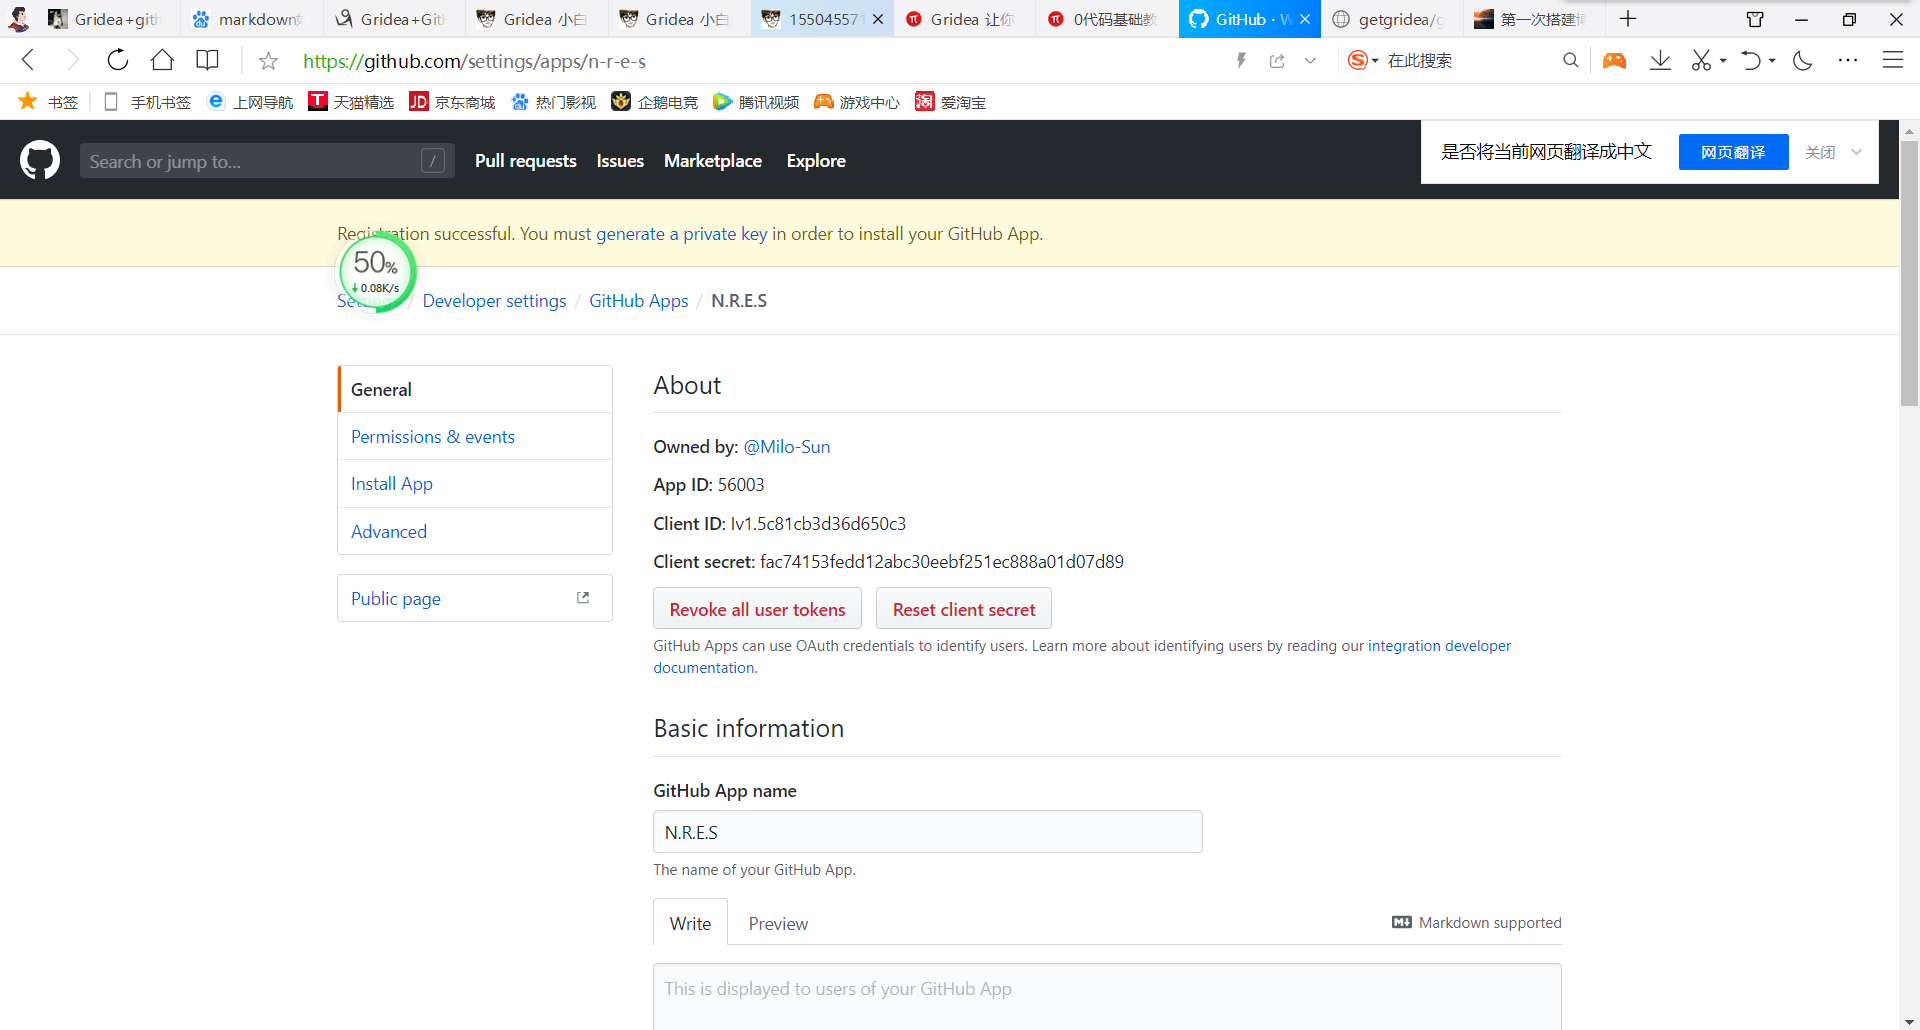 Gridea+gith
markdown
Gridea+Gitl
Gridea 小白
Gridea 小白
155045571
Gridea 让你
0代码基础教
GitHub · W
getgridea/g
第一次搭建博
https://github.com/settings/apps/n-r-e-s
在此搜索
书签
手机书签
上网导航
天猫精选
京东商城
热门影视
企鹅电竞
腾讯视频
游戏中心
爱淘宝
Search or jump to...
/
Pull requests
Issues
Marketplace
Explore
是否将当前网页翻译成中文
网页翻译
关闭
Registration successful. You must generate a private key in order to install your GitHub App.
50%
0.08K/s
Settings / Developer settings / GitHub Apps / N.R.E.S
General
Permissions & events
Install App
Advanced
Public page
About
Owned by: @Milo-Sun
App ID: 56003
Client ID: Iv1.5c81cb3d36d650c3
Client secret: fac74153fedd12abc30eebf251ec888a01d07d89
Revoke all user tokens
Reset client secret
GitHub Apps can use OAuth credentials to identify users. Learn more about identifying users by reading our integration developer
documentation.
Basic information
GitHub App name
N.R.E.S
The name of your GitHub App.
Write
Preview
Markdown supported
This is displayed to users of your GitHub App